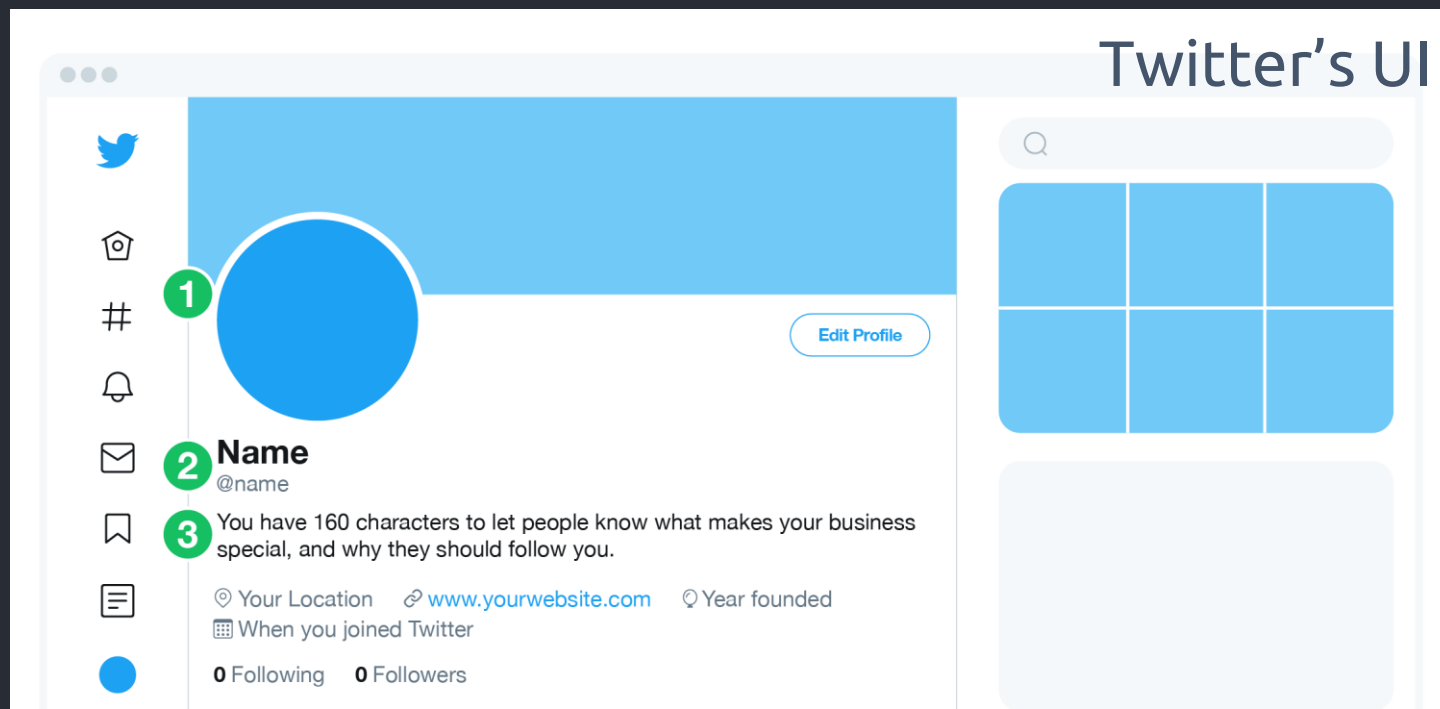 Twitter's UI
1
Edit Profile
2 Name
@name
3 You have 160 characters to let people know what makes your business
special, and why they should follow you.
Your Location www.yourwebsite.com Year founded
When you joined Twitter
0 Following 0 Followers